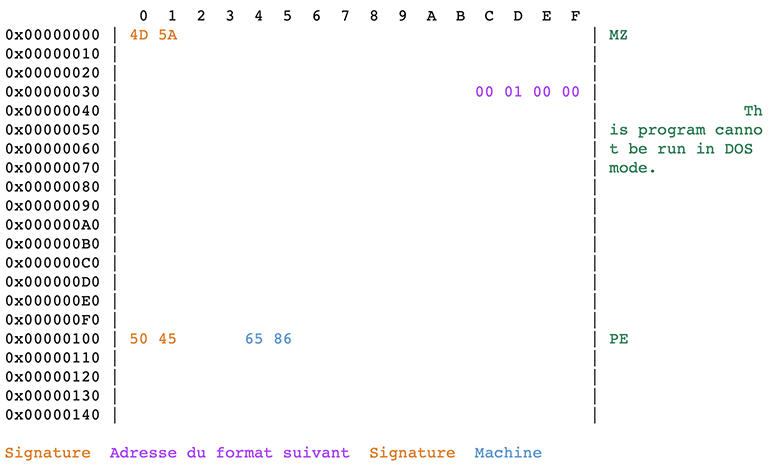 0 1 2 3 4 5 6 7 8 9 A B C D E F
0x00000000 | 4D 5A | MZ
0x00000010 | |
0x00000020 | |
0x00000030 | 00 01 00 00 |
0x00000040 | | Th
0x00000050 | | is program canno
0x00000060 | | t be run in DOS
0x00000070 | | mode.
0x00000080 | |
0x00000090 | |
0x000000A0 | |
0x000000B0 | |
0x000000C0 | |
0x000000D0 | |
0x000000E0 | |
0x000000F0 | |
0x00000100 | 50 45 65 86 | PE
0x00000110 | |
0x00000120 | |
0x00000130 | |
0x00000140 | |
Signature Adresse du format suivant Signature Machine